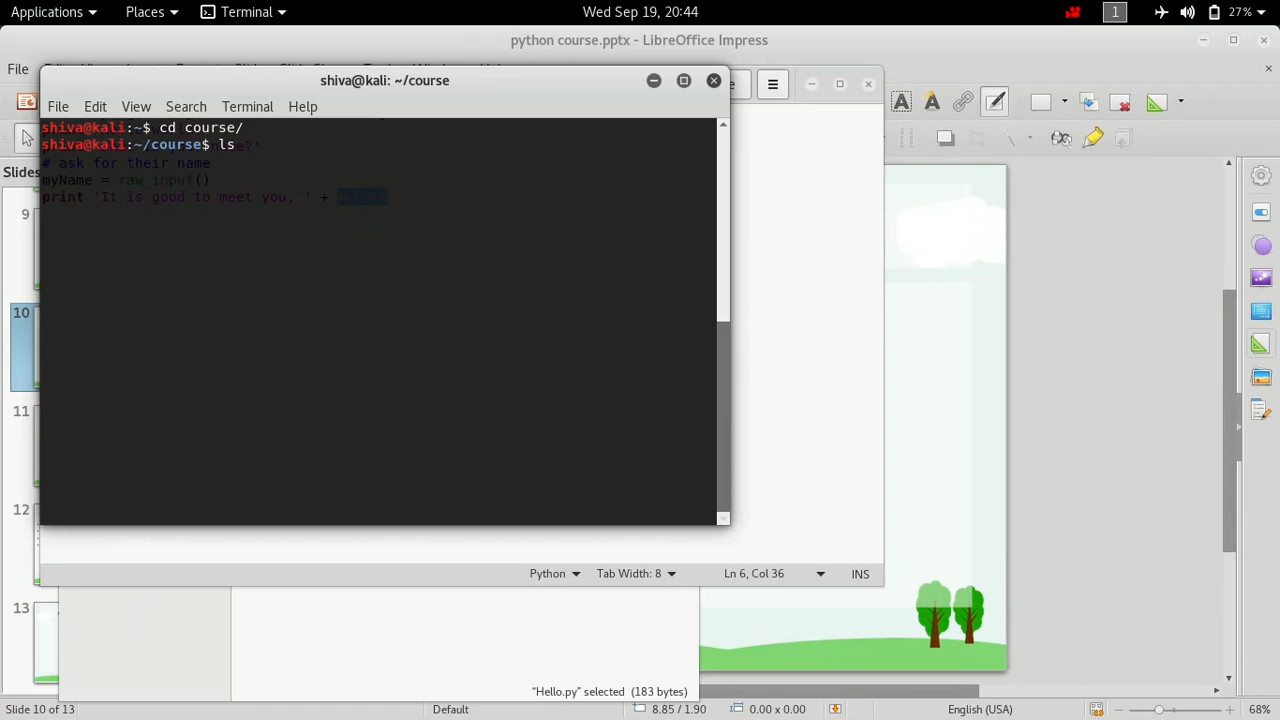 Applications Places Terminal Wed Sep 19, 20:44 1 27%
python course.pptx - LibreOffice Impress
File
shiva@kali: ~/course
File Edit View Search Terminal Help
shiva@kali:~$ cd course/
shiva@kali:~/course$ ls
# ask for their name
myName = raw_input()
print 'It is good to meet you, ' +
Slides
9
10
11
12
13
Python Tab Width: 8 Ln 6, Col 36 INS
"Hello.py" selected (183 bytes)
Slide 10 of 13 Default 8.85 / 1.90 0.00 x 0.00 English (USA) 68%